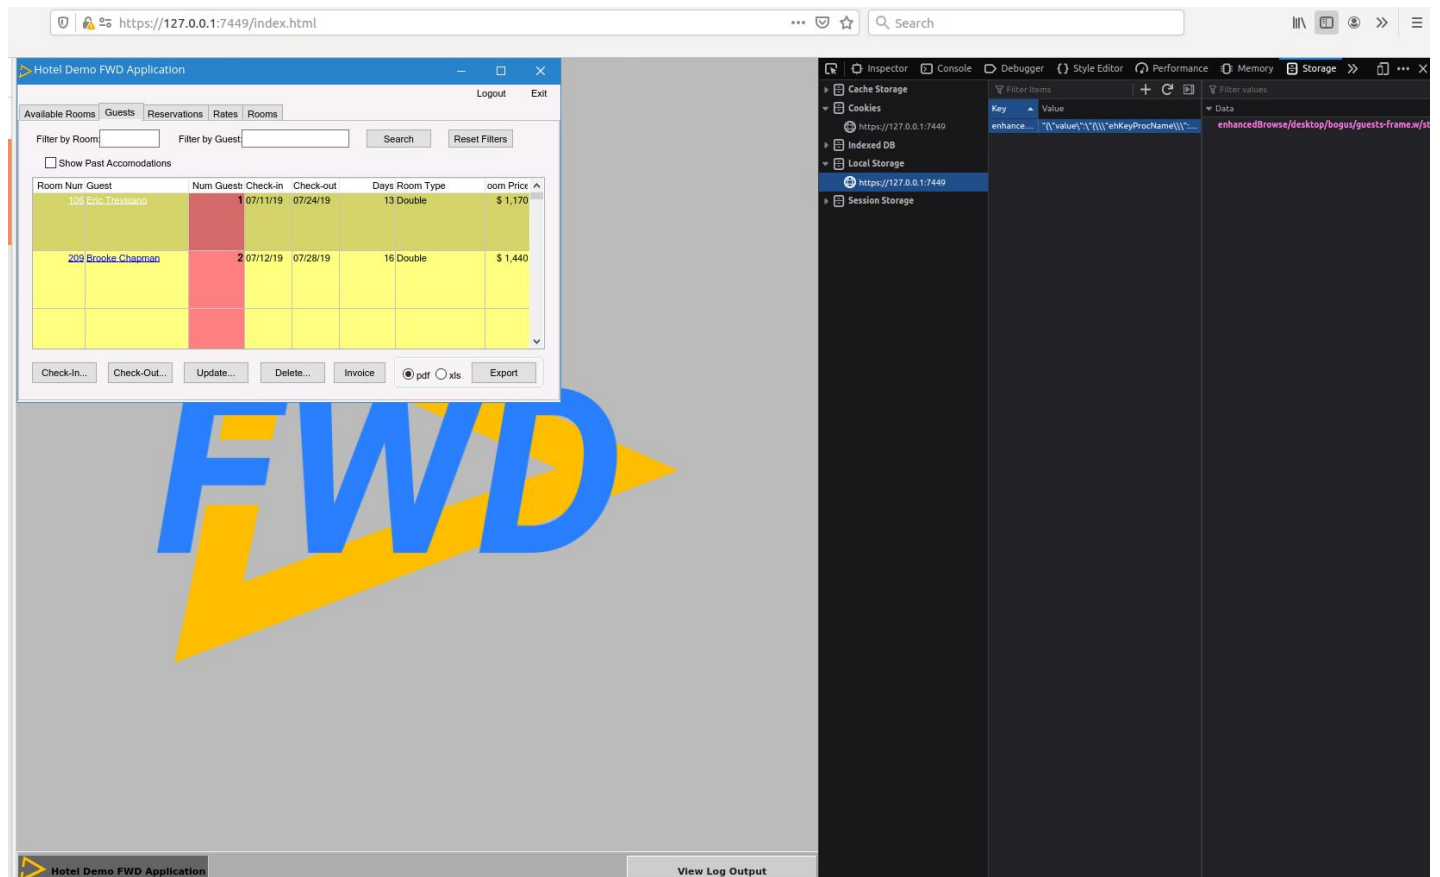 https://127.0.0.1:7449/index.html
Search
Hotel Demo FWD Application
Logout Exit
Available Rooms Guests Reservations Rates Rooms
Filter by Room: Filter by Guest: Search Reset Filters
Show Past Accomodations
Room Num Guest Num Guests Check-in Check-out Days Room Type oom Price
106 Eric Trevisano 1 07/11/19 07/24/19 13 Double $ 1,170
209 Brooke Chapman 2 07/12/19 07/28/19 16 Double $ 1,440
Check-In... Check-Out... Update... Delete... Invoice pdf xls Export
FWD
Hotel Demo FWD Application
View Log Output
Inspector Console Debugger {} Style Editor Performance Memory Storage
Cache Storage
Cookies
https://127.0.0.1:7449
Indexed DB
Local Storage
https://127.0.0.1:7449
Session Storage
Filter Items
Key Value
enhance... "{\"value\":\"{\\\"ehKeyProcName\\\":...
Filter values
Data
enhancedBrowse/desktop/bogus/guests-frame.w/st